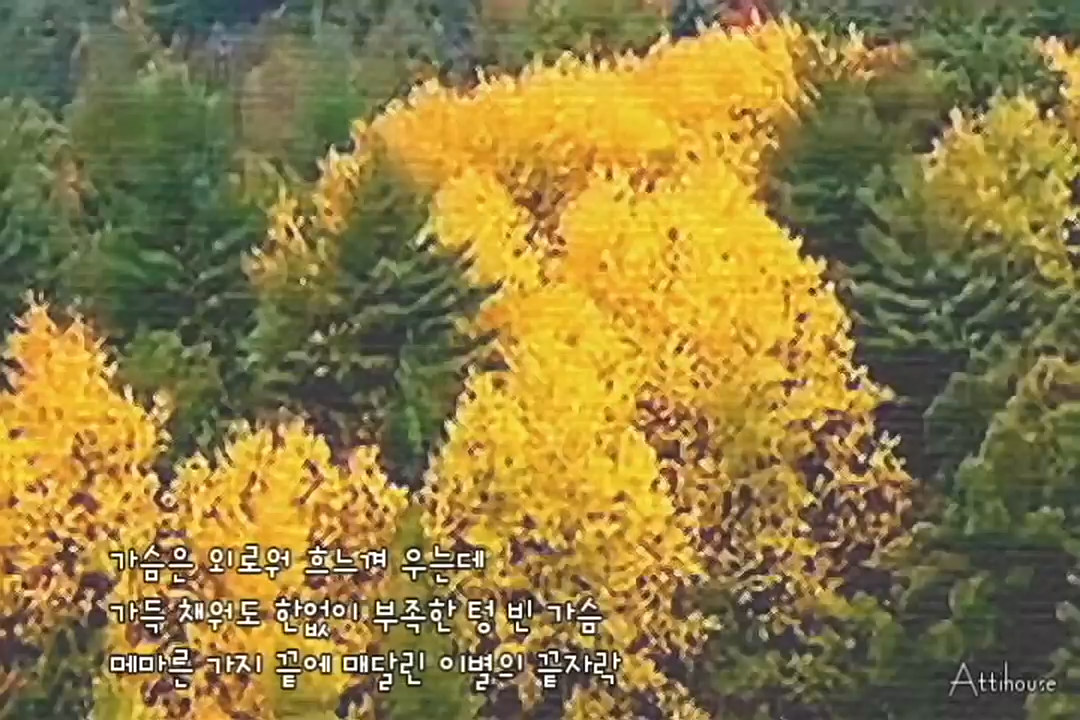 가슴은 외로워 흐느껴 우는데
가득 채워도 한없이 부족한 텅 빈 가슴
메마른 가지 끝에 매달린 이별의 끝자락
Attihouse